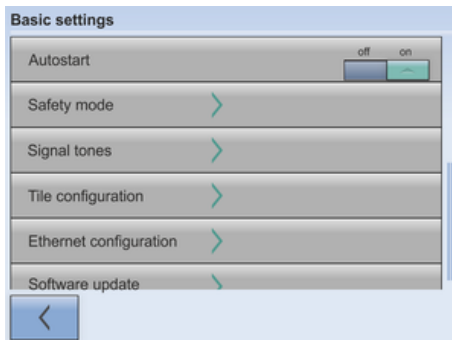 Basic settings
off on
Autostart
Safety mode
Signal tones
Tile configuration
Ethernet configuration
Software update